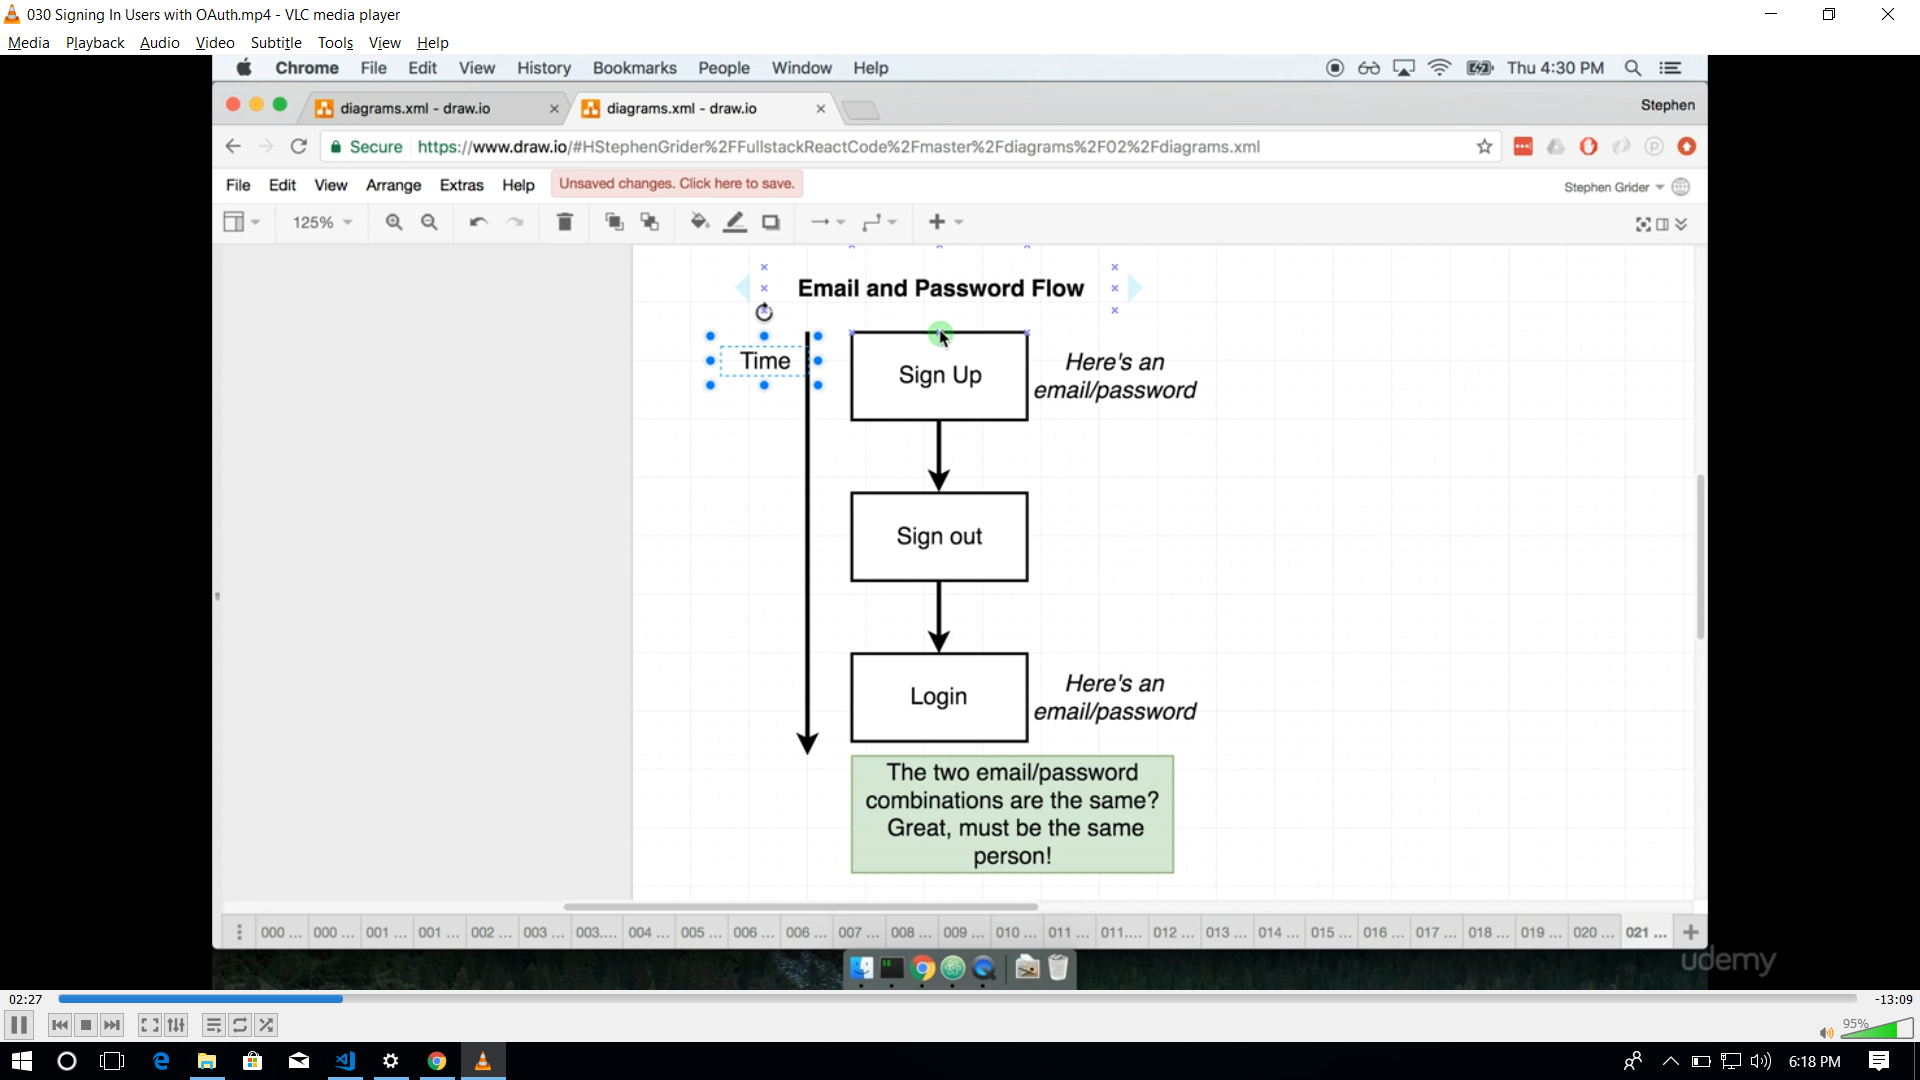 030 Signing In Users with OAuth.mp4 - VLC media player
Media Playback Audio Video Subtitle Tools View Help
Chrome File Edit View History Bookmarks People Window Help
Thu 4:30 PM
diagrams.xml - draw.io
diagrams.xml - draw.io
Stephen
Secure https://www.draw.io/#HStephenGrider%2FFullstackReactCode%2Fmaster%2Fdiagrams%2F02%2Fdiagrams.xml
File Edit View Arrange Extras Help Unsaved changes. Click here to save.
Stephen Grider
125%
Email and Password Flow
Time
Sign Up
Here's an
email/password
Sign out
Login
Here's an
email/password
The two email/password
combinations are the same?
Great, must be the same
person!
000 ... 000 ... 001 ... 001 ... 002 ... 003 ... 003.... 004 ... 005 ... 006 ... 006 ... 007 ... 008 ... 009 ... 010 ... 011 ... 011.... 012 ... 013 ... 014 ... 015 ... 016 ... 017 ... 018 ... 019 ... 020 ... 021 ...
udemy
02:27
-13:09
95%
6:18 PM